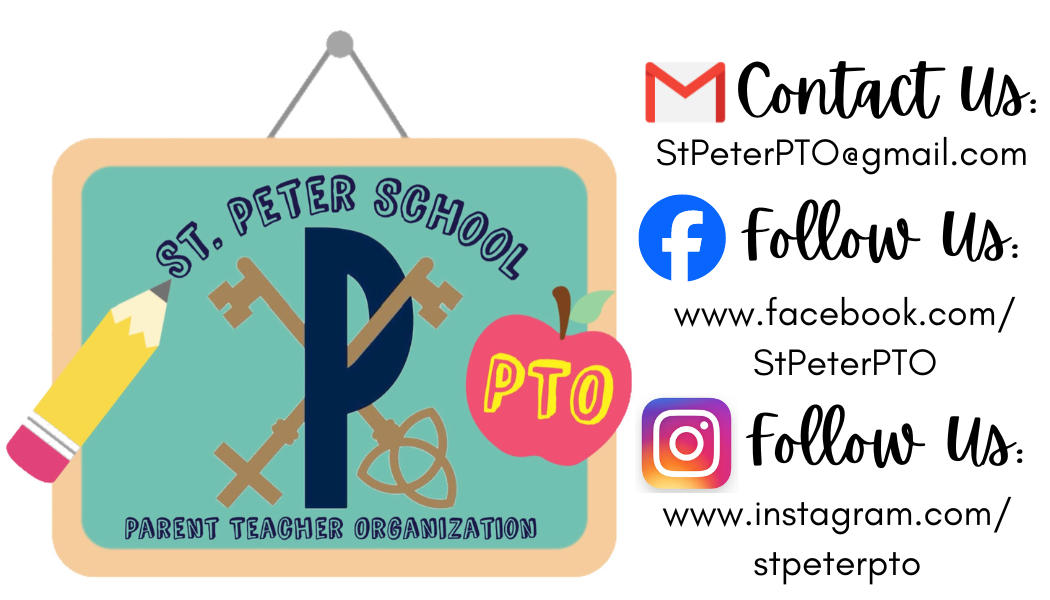 ST. PETER SCHOOL
PTO
PARENT TEACHER ORGANIZATION
Contact Us:
StPeterPTO@gmail.com
Follow Us:
www.facebook.com/
StPeterPTO
Follow Us:
www.instagram.com/
stpeterpto